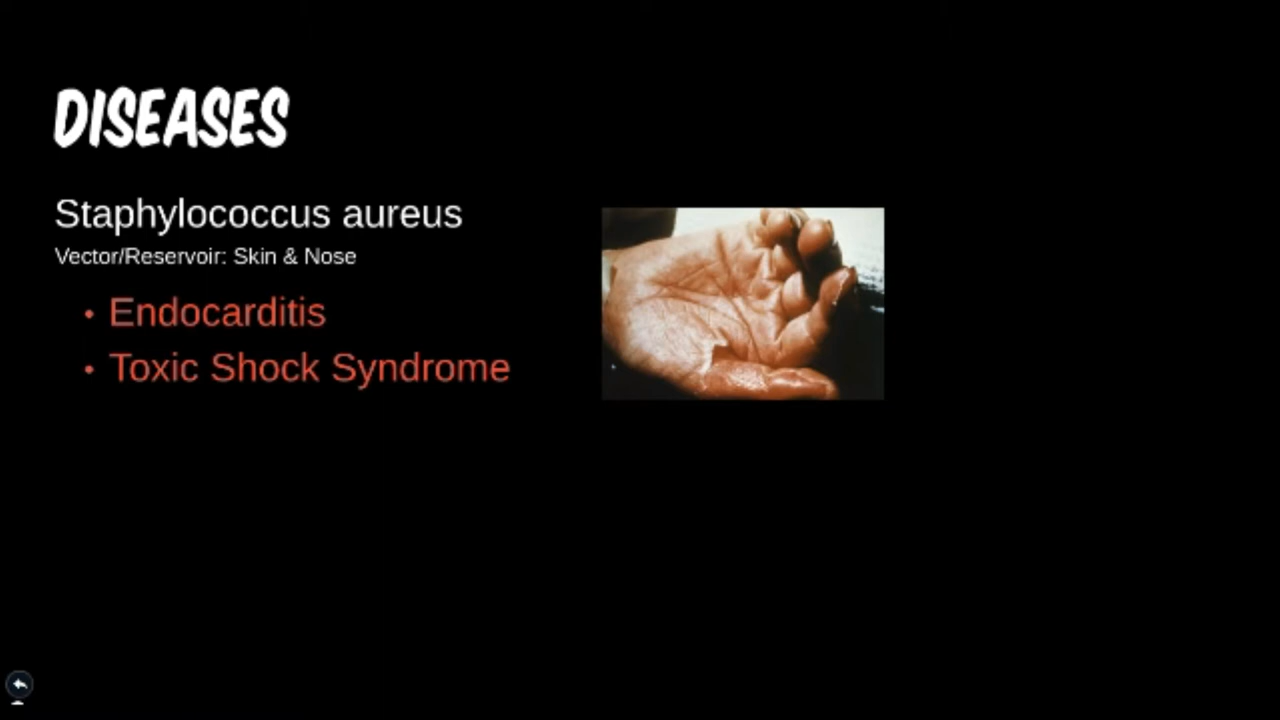 DISEASES
Staphylococcus aureus
Vector/Reservoir: Skin & Nose
• Endocarditis
• Toxic Shock Syndrome